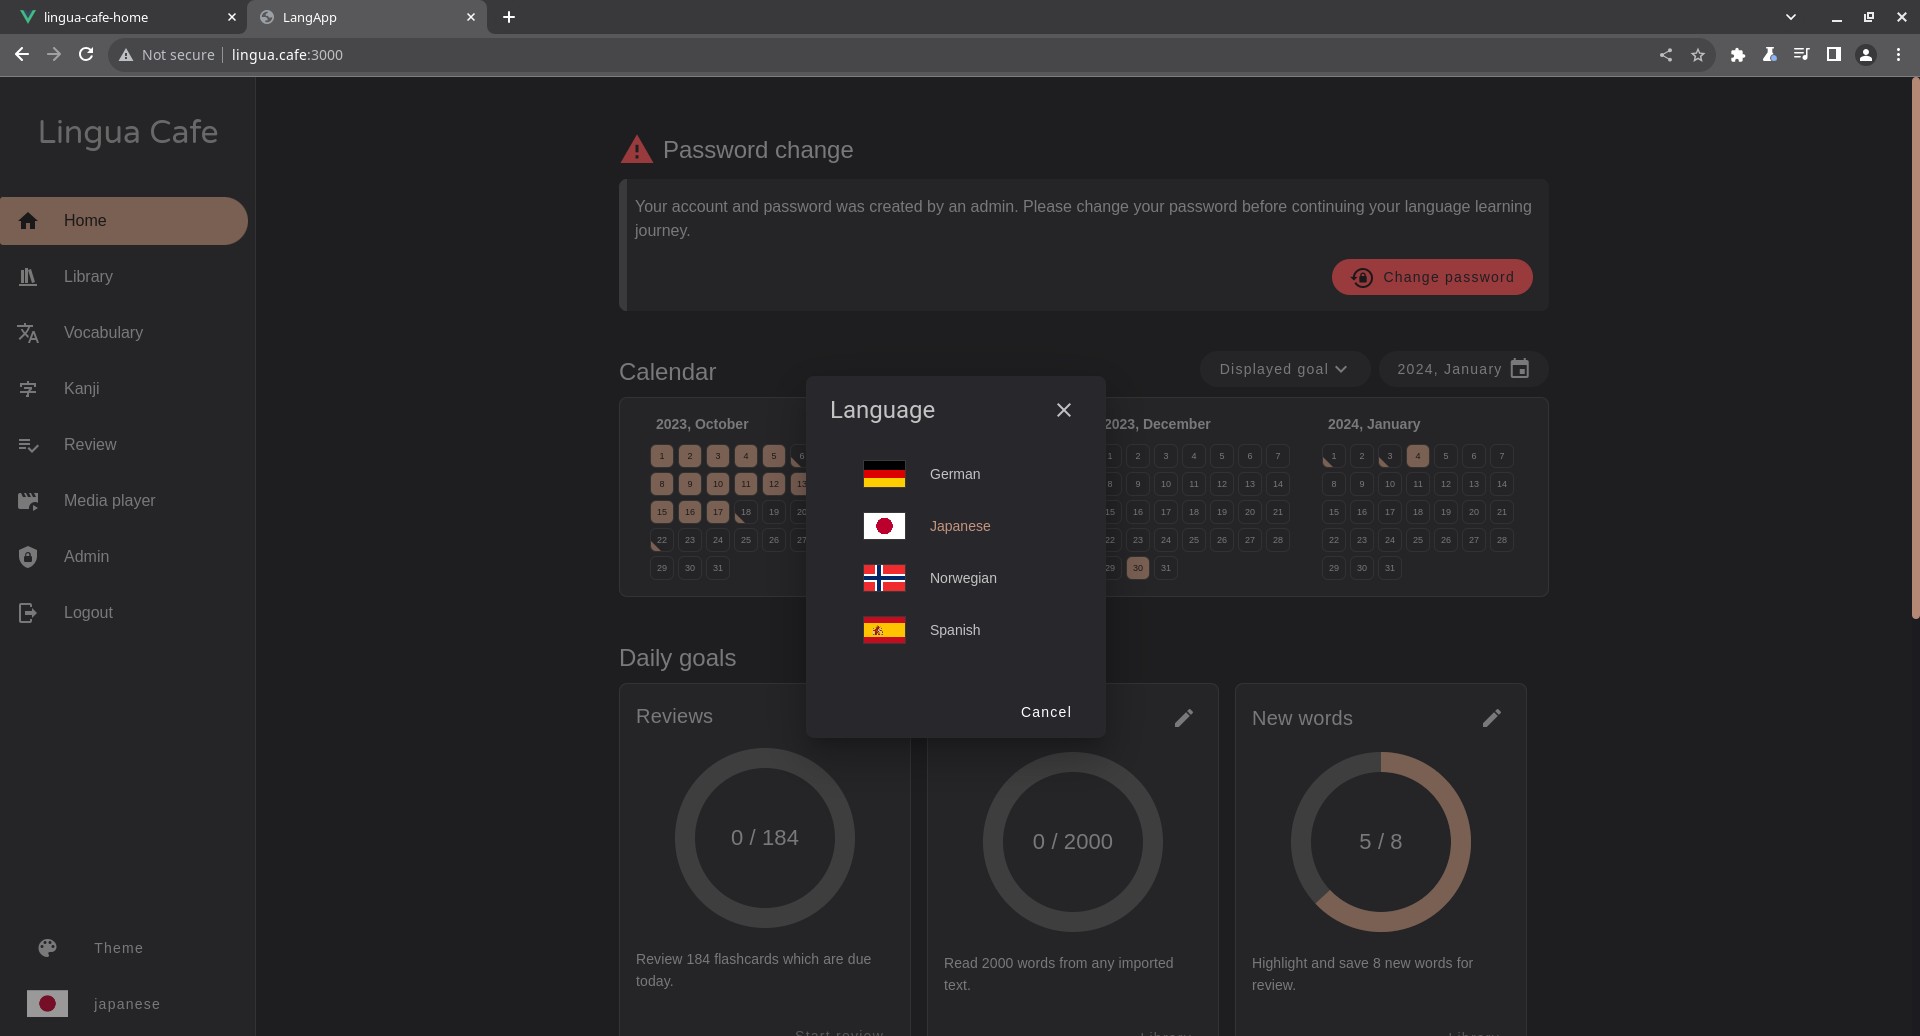 lingua-cafe-home
LangApp
Not secure
lingua.cafe:3000
Lingua Cafe
Home
Library
Vocabulary
Kanji
Review
Media player
Admin
Logout
Theme
japanese
Password change
Your account and password was created by an admin. Please change your password before continuing your language learning
journey.
Change password
Calendar
Displayed goal
2024, January
2023, October
1 2 3 4 5 6
8 9 10 11 12 13
15 16 17 18 19 20
22 23 24 25 26 27
29 30 31
2023, December
1 2 3 4 5 6 7
8 9 10 11 12 13 14
15 16 17 18 19 20 21
22 23 24 25 26 27 28
29 30 31
2024, January
1 2 3 4 5 6 7
8 9 10 11 12 13 14
15 16 17 18 19 20 21
22 23 24 25 26 27 28
29 30 31
Language
German
Japanese
Norwegian
Spanish
Cancel
Daily goals
Reviews
0 / 184
Review 184 flashcards which are due
today.
Start review
0 / 2000
Read 2000 words from any imported
text.
Library
New words
5 / 8
Highlight and save 8 new words for
review.
Library